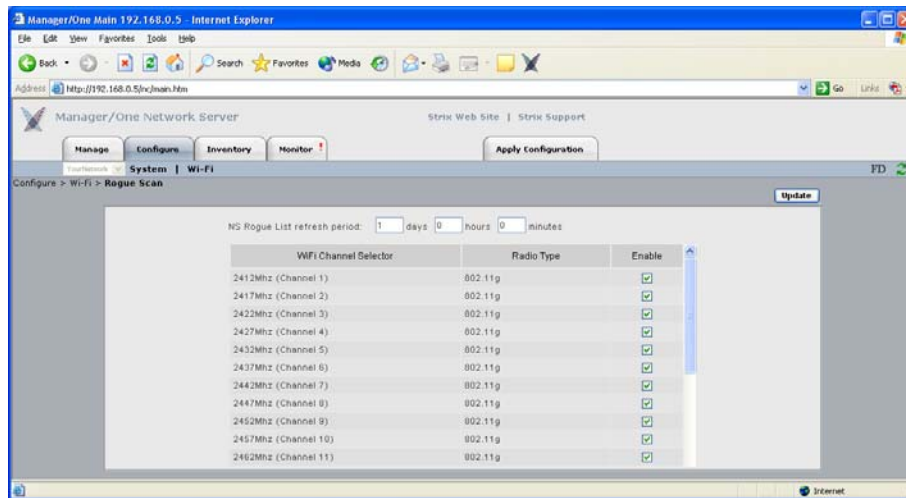 Manager/One Main 192.168.0.5 - Internet Explorer
File Edit View Favorites Tools Help
Back Search Favorites Media
Address http://192.168.0.5/nc/main.htm Go Links
Manager/One Network Server Strix Web Site | Strix Support
Manage Configure Inventory Monitor ! Apply Configuration
YourNetwork System | Wi-Fi FD
Configure > Wi-Fi > Rogue Scan
Update
NS Rogue List refresh period: 1 days 0 hours 0 minutes
WiFi Channel Selector Radio Type Enable
2412Mhz (Channel 1) 802.11g
2417Mhz (Channel 2) 802.11g
2422Mhz (Channel 3) 802.11g
2427Mhz (Channel 4) 802.11g
2432Mhz (Channel 5) 802.11g
2437Mhz (Channel 6) 802.11g
2442Mhz (Channel 7) 802.11g
2447Mhz (Channel 8) 802.11g
2452Mhz (Channel 9) 802.11g
2457Mhz (Channel 10) 802.11g
2462Mhz (Channel 11) 802.11g
Internet